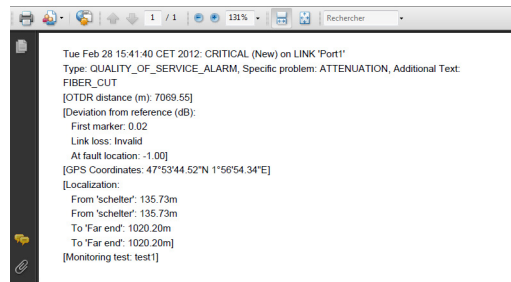 1 / 1 131% Rechercher
Tue Feb 28 15:41:40 CET 2012: CRITICAL (New) on LINK 'Port1'
Type: QUALITY_OF_SERVICE_ALARM, Specific problem: ATTENUATION, Additional Text:
FIBER_CUT
[OTDR distance (m): 7069.55]
[Deviation from reference (dB):
First marker: 0.02
Link loss: Invalid
At fault location: -1.00]
[GPS Coordinates: 47°53'44.52"N 1°56'54.34"E]
[Localization:
From 'schelter': 135.73m
From 'schelter': 135.73m
To 'Far end': 1020.20m
To 'Far end': 1020.20m]
[Monitoring test: test1]